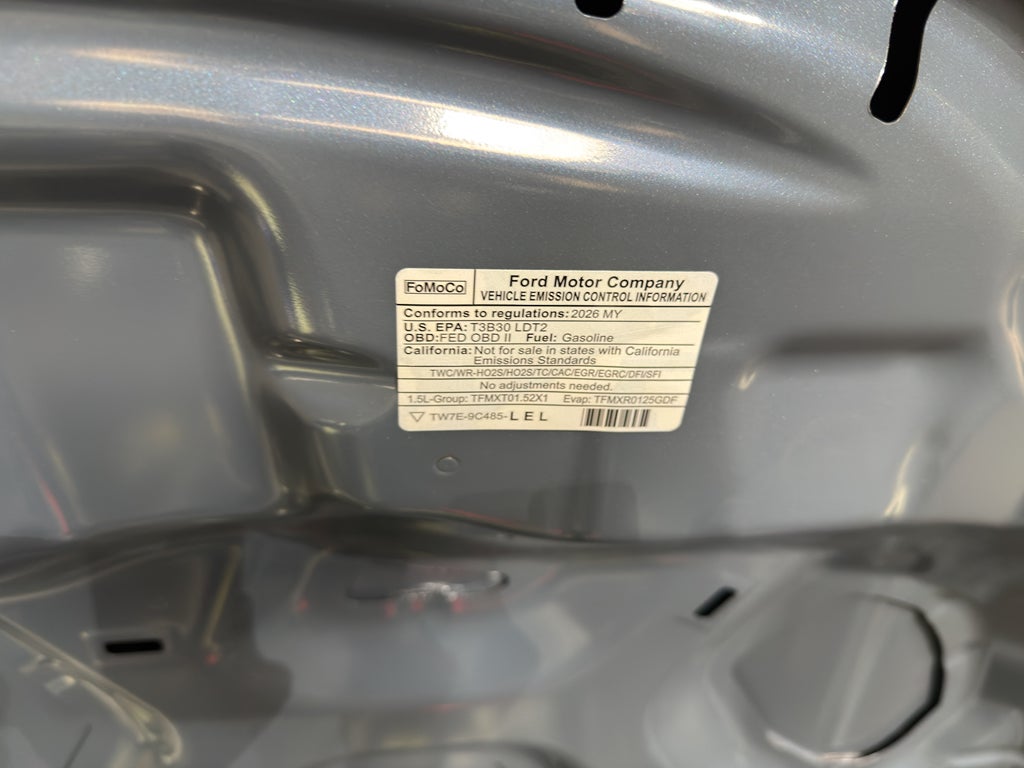 FoMoCo
Ford Motor Company
VEHICLE EMISSION CONTROL INFORMATION
Conforms to regulations: 2026 MY
U.S. EPA: T3B30 LDT2
OBD:FED OBD II Fuel: Gasoline
California: Not for sale in states with California
Emissions Standards
TWC/WR-HO2S/HO2S/TC/CAC/EGR/EGRC/DFI/SFI
No adjustments needed.
1.5L-Group: TFMXT01.52X1 Evap: TFMXR0125GDF
TW7E-9C485-LEL